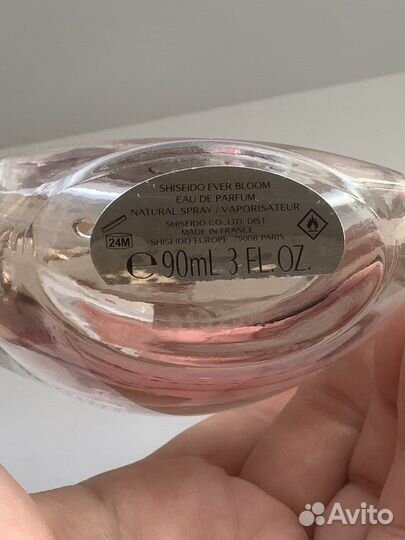 SHISEIDO EVER BLOOM
EAU DE PARFUM
NATURAL SPRAY / VAPORISATEUR
SHISEIDO CO., LTD. DIST.
MADE IN FRANCE
SHISEIDO EUROPE 75008 PARIS
24M
℮ 90mL 3 FL. OZ.
Avito